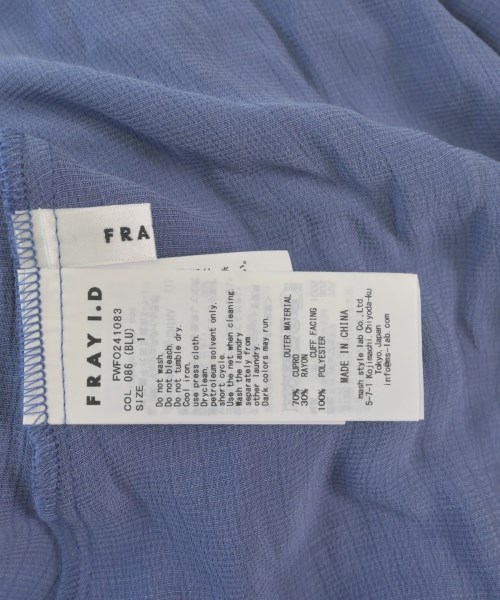 FRA
FRAY I.D
FWFO241083
COL 086 (BLU)
SIZE 1
Do not wash.
Do not bleach.
Do not tumble dry.
Cool iron.
use press cloth.
Dryclean.
petroleum solvent only.
short cycle.
Use the net when cleaning.
Wash the laundry
separately from
other laundry.
Dark colors may run.
OUTER MATERIAL
70% CUPRO
30% RAYON
CUFF FACING
100% POLYESTER
MADE IN CHINA
mash style lab Co.,Ltd.
5-7-1 Kojimachi,Chiyoda-ku
Tokyo,Japan
info@ms-lab.com